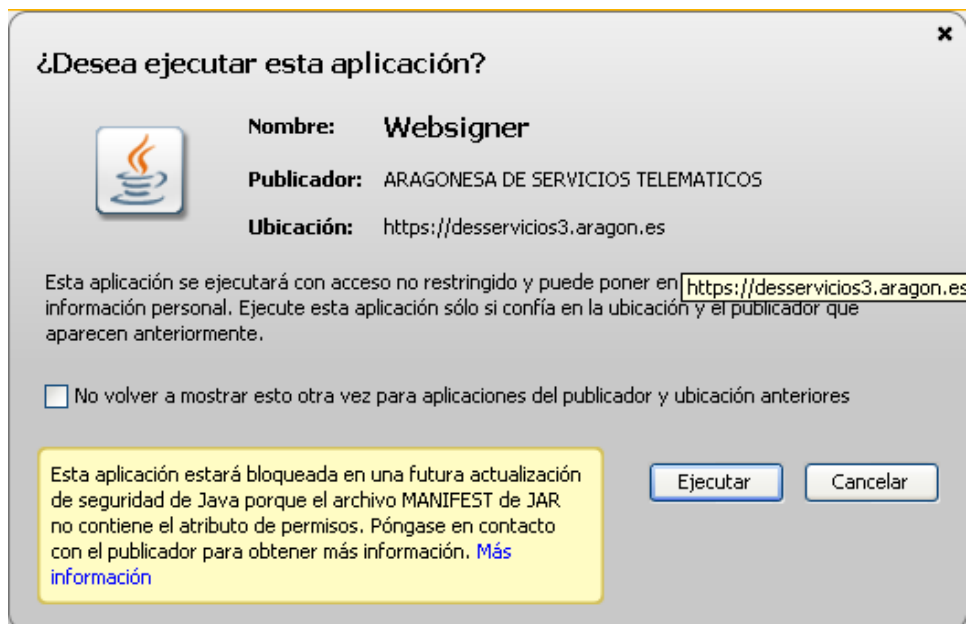 ¿Desea ejecutar esta aplicación?
Nombre: Websigner
Publicador: ARAGONESA DE SERVICIOS TELEMATICOS
Ubicación: https://desservicios3.aragon.es
Esta aplicación se ejecutará con acceso no restringido y puede poner en
https://desservicios3.aragon.es
información personal. Ejecute esta aplicación sólo si confía en la ubicación y el publicador que
aparecen anteriormente.
No volver a mostrar esto otra vez para aplicaciones del publicador y ubicación anteriores
Esta aplicación estará bloqueada en una futura actualización
de seguridad de Java porque el archivo MANIFEST de JAR
no contiene el atributo de permisos. Póngase en contacto
con el publicador para obtener más información. Más
información
Ejecutar
Cancelar